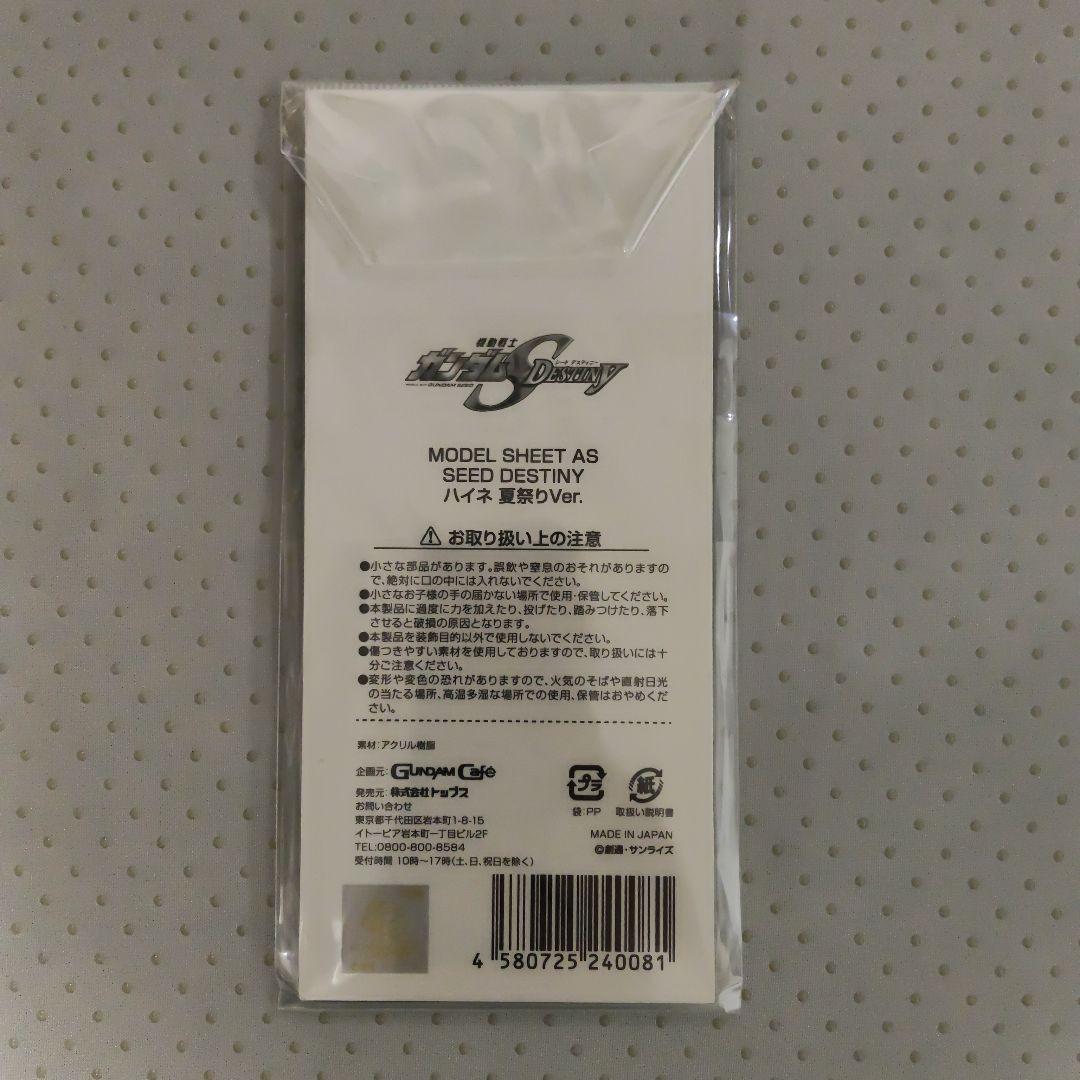 機動戦士
ガンダムSEED DESTINY
シード デスティニー
MOBILE SUIT GUNDAM SEED
MODEL SHEET AS
SEED DESTINY
ハイネ 夏祭りVer.
お取り扱い上の注意
●小さな部品があります。誤飲や窒息のおそれがありますの
で、絶対に口の中には入れないでください。
●小さなお子様の手の届かない場所で使用・保管してください。
●本製品に過度に力を加えたり、投げたり、踏みつけたり、落下
させると破損の原因となります。
●本製品を装飾目的以外で使用しないでください。
●傷つきやすい素材を使用しておりますので、取り扱いには十
分ご注意ください。
●変形や変色の恐れがありますので、火気のそばや直射日光
の当たる場所、高温多湿な場所での使用、保管はおやめくだ
さい。
素材:アクリル樹脂
企画元:GUNDAM Café
発売元:株式会社トップス
お問い合わせ
東京都千代田区岩本町1-8-15
イトーピア岩本町一丁目ビル2F
TEL:0800-800-8584
受付時間 10時〜17時(土、日、祝日を除く)
プラ
袋:PP
紙
取扱い説明書
MADE IN JAPAN
©創通・サンライズ
4 580725 240081